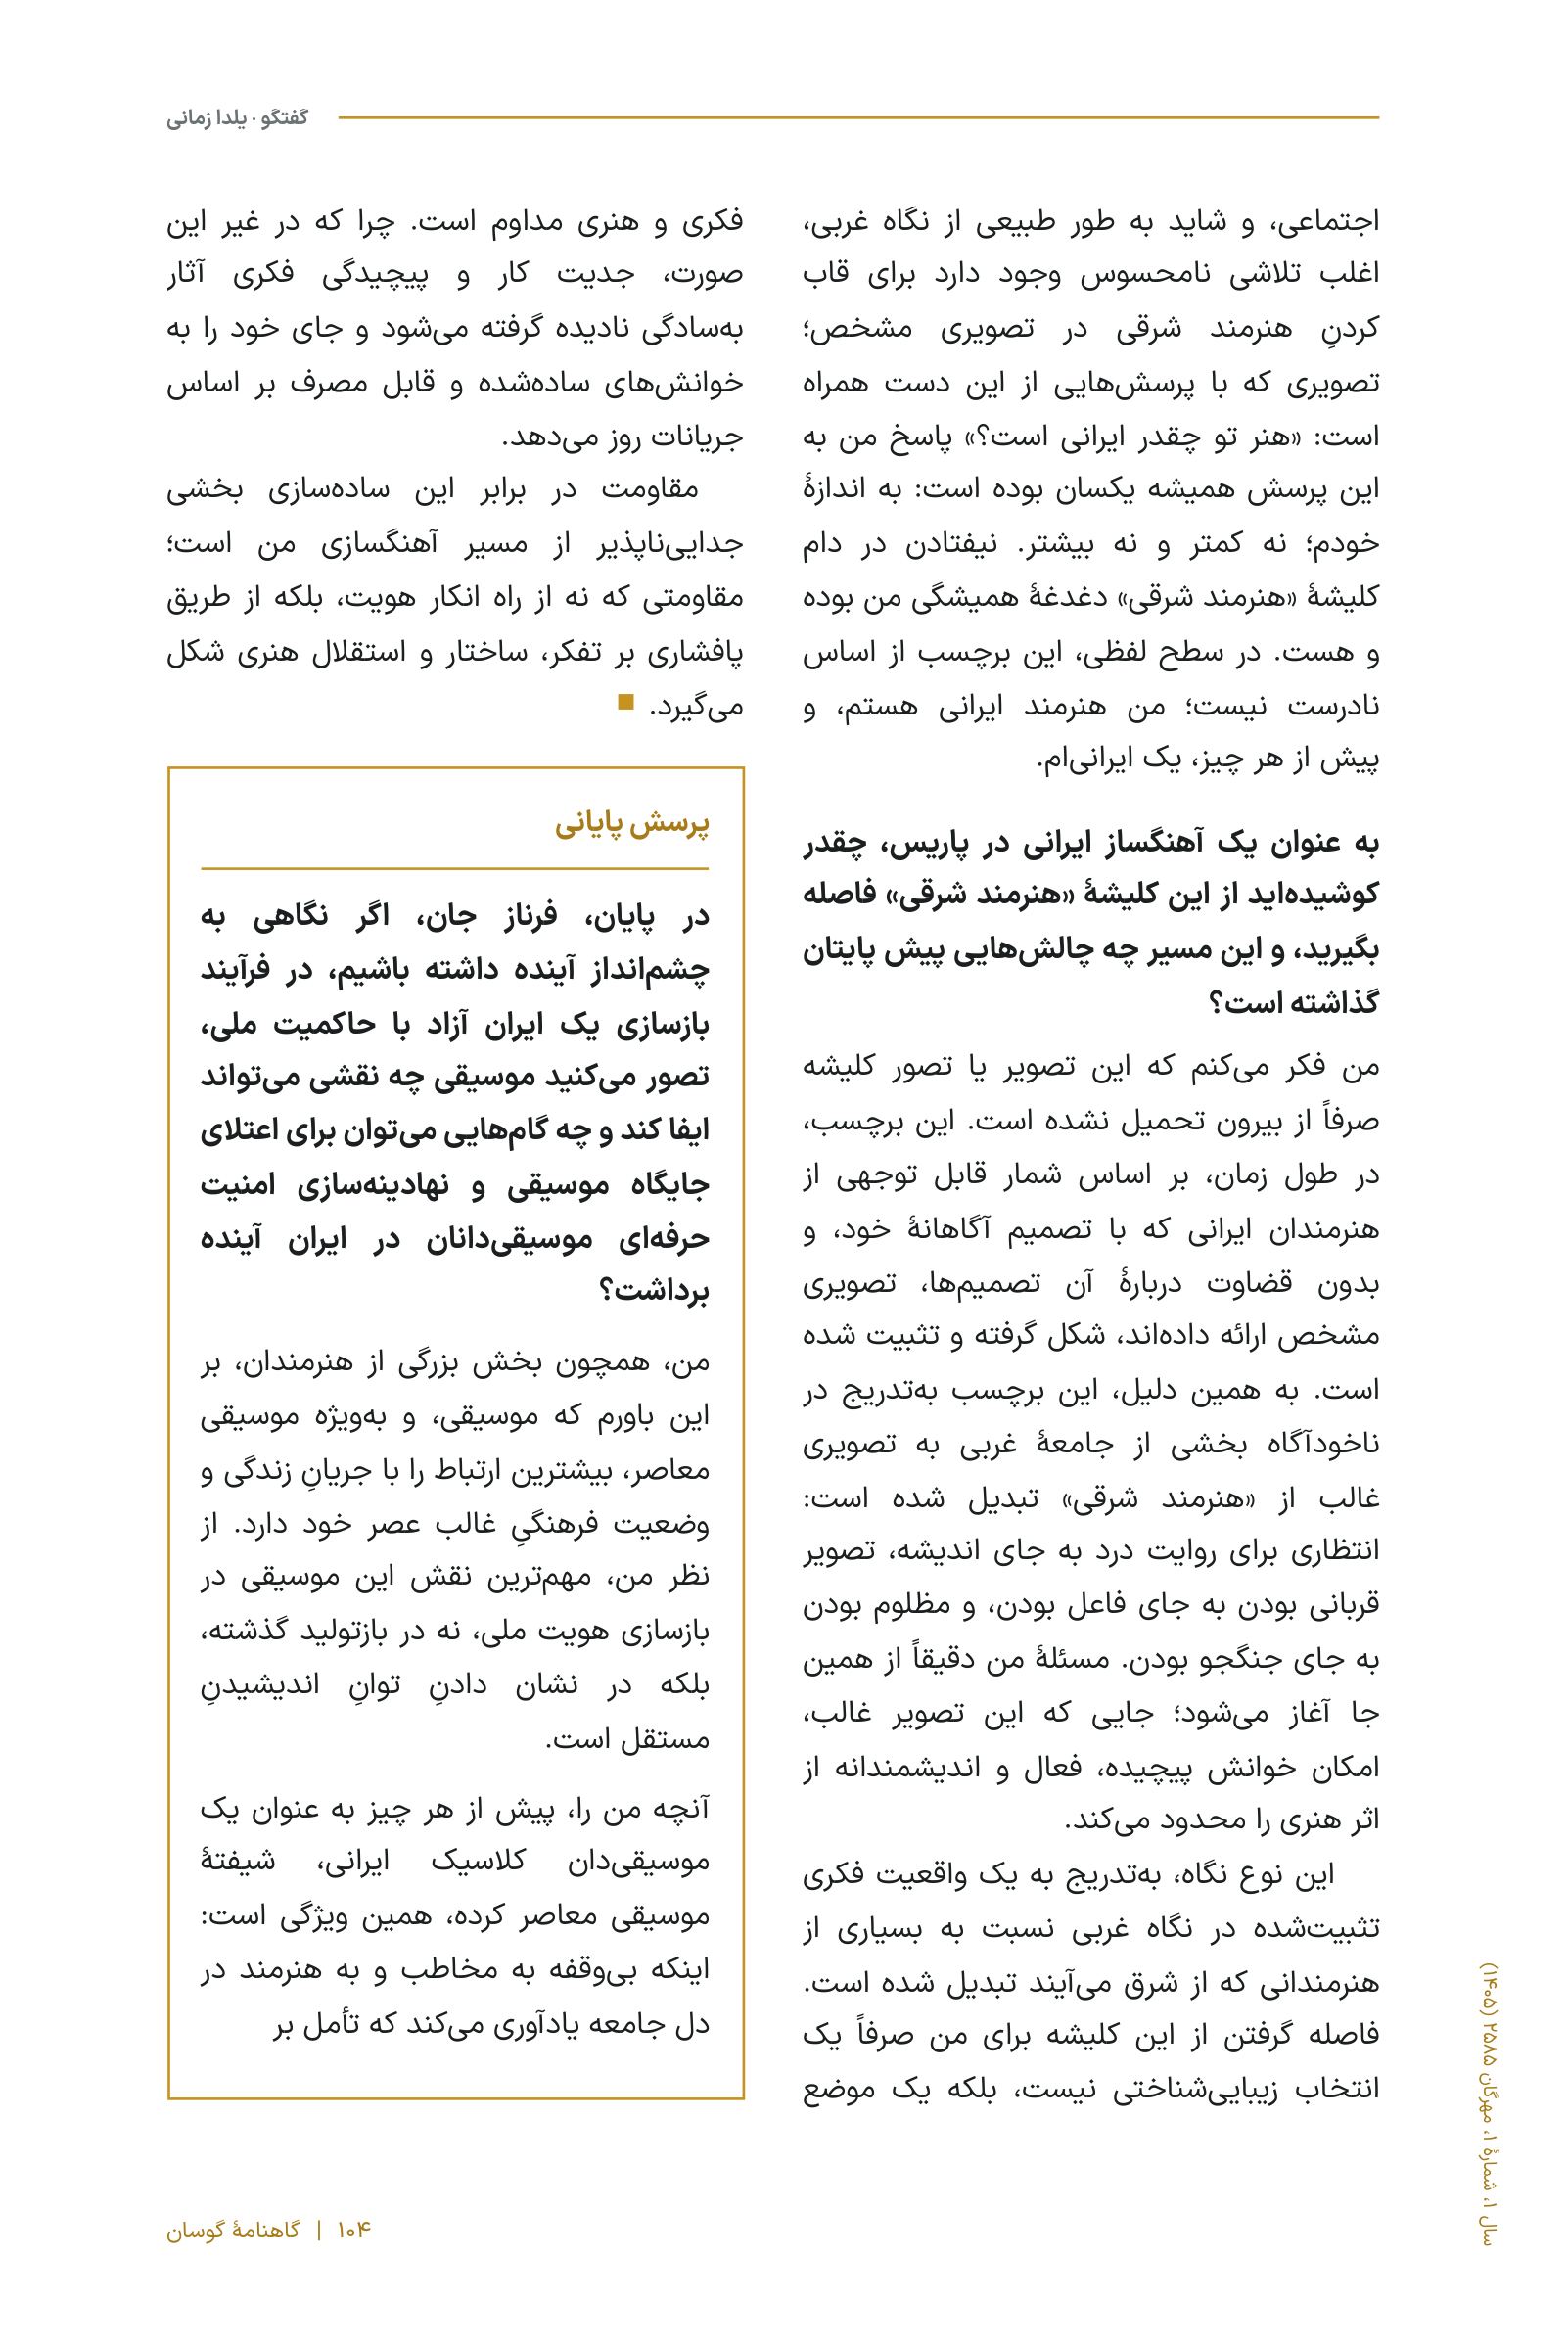 گفتگو · یلدا زمانی
اجتماعی، و شاید به طور طبیعی از نگاه غربی،
اغلب تلاشی نامحسوس وجود دارد برای قاب
کردنِ هنرمند شرقی در تصویری مشخص؛
تصویری که با پرسش‌هایی از این دست همراه
است: «هنر تو چقدر ایرانی است؟» پاسخ من به
این پرسش همیشه یکسان بوده است: به اندازهٔ
خودم؛ نه کمتر و نه بیشتر. نیفتادن در دام
کلیشهٔ «هنرمند شرقی» دغدغهٔ همیشگی من بوده
و هست. در سطح لفظی، این برچسب از اساس
نادرست نیست؛ من هنرمند ایرانی هستم، و
پیش از هر چیز، یک ایرانی‌ام.
به عنوان یک آهنگساز ایرانی در پاریس، چقدر
کوشیده‌اید از این کلیشهٔ «هنرمند شرقی» فاصله
بگیرید، و این مسیر چه چالش‌هایی پیش پایتان
گذاشته است؟
من فکر می‌کنم که این تصویر یا تصور کلیشه
صرفاً از بیرون تحمیل نشده است. این برچسب،
در طول زمان، بر اساس شمار قابل توجهی از
هنرمندان ایرانی که با تصمیم آگاهانهٔ خود، و
بدون قضاوت دربارهٔ آن تصمیم‌ها، تصویری
مشخص ارائه داده‌اند، شکل گرفته و تثبیت شده
است. به همین دلیل، این برچسب به‌تدریج در
ناخودآگاه بخشی از جامعهٔ غربی به تصویری
غالب از «هنرمند شرقی» تبدیل شده است:
انتظاری برای روایت درد به جای اندیشه، تصویر
قربانی بودن به جای فاعل بودن، و مظلوم بودن
به جای جنگجو بودن. مسئلهٔ من دقیقاً از همین
جا آغاز می‌شود؛ جایی که این تصویر غالب،
امکان خوانش پیچیده، فعال و اندیشمندانه از
اثر هنری را محدود می‌کند.
این نوع نگاه، به‌تدریج به یک واقعیت فکری
تثبیت‌شده در نگاه غربی نسبت به بسیاری از
هنرمندانی که از شرق می‌آیند تبدیل شده است.
فاصله گرفتن از این کلیشه برای من صرفاً یک
انتخاب زیبایی‌شناختی نیست، بلکه یک موضع
فکری و هنری مداوم است. چرا که در غیر این
صورت، جدیت کار و پیچیدگی فکری آثار
به‌سادگی نادیده گرفته می‌شود و جای خود را به
خوانش‌های ساده‌شده و قابل مصرف بر اساس
جریانات روز می‌دهد.
مقاومت در برابر این ساده‌سازی بخشی
جدایی‌ناپذیر از مسیر آهنگسازی من است؛
مقاومتی که نه از راه انکار هویت، بلکه از طریق
پافشاری بر تفکر، ساختار و استقلال هنری شکل
می‌گیرد. ■
پرسش پایانی
در پایان، فرناز جان، اگر نگاهی به
چشم‌انداز آینده داشته باشیم، در فرآیند
بازسازی یک ایران آزاد با حاکمیت ملی،
تصور می‌کنید موسیقی چه نقشی می‌تواند
ایفا کند و چه گام‌هایی می‌توان برای اعتلای
جایگاه موسیقی و نهادینه‌سازی امنیت
حرفه‌ای موسیقی‌دانان در ایران آینده
برداشت؟
من، همچون بخش بزرگی از هنرمندان، بر
این باورم که موسیقی، و به‌ویژه موسیقی
معاصر، بیشترین ارتباط را با جریانِ زندگی و
وضعیت فرهنگیِ غالب عصر خود دارد. از
نظر من، مهم‌ترین نقش این موسیقی در
بازسازی هویت ملی، نه در بازتولید گذشته،
بلکه در نشان دادنِ توانِ اندیشیدنِ
مستقل است.
آنچه من را، پیش از هر چیز به عنوان یک
موسیقی‌دان کلاسیک ایرانی، شیفتهٔ
موسیقی معاصر کرده، همین ویژگی است:
اینکه بی‌وقفه به مخاطب و به هنرمند در
دل جامعه یادآوری می‌کند که تأمل بر
سال ۱، شمارهٔ ۱، مهرگان ۲۵۸۵ (۱۴۰۵)
۱۰۴ | گاهنامهٔ گوسان